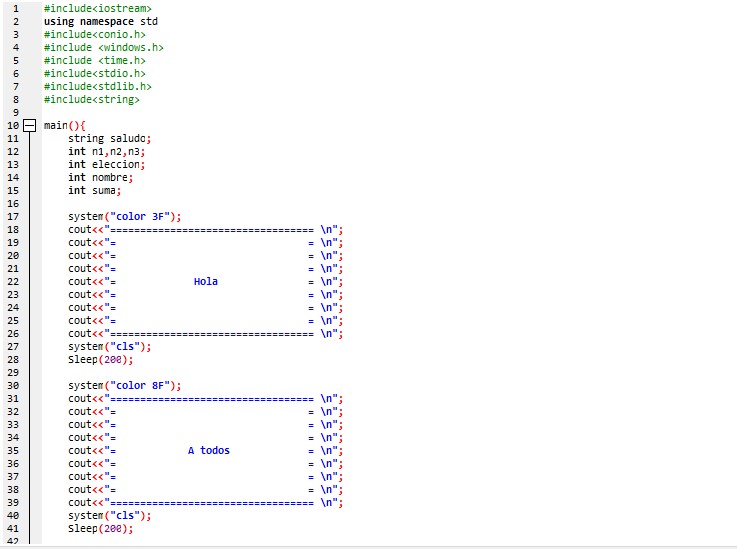 1 #include<iostream>
2 using namespace std
3 #include<conio.h>
4 #include <windows.h>
5 #include <time.h>
6 #include<stdio.h>
7 #include<stdlib.h>
8 #include<string>
9
10 main(){
11 string saludo;
12 int n1,n2,n3;
13 int eleccion;
14 int nombre;
15 int suma;
16
17 system("color 3F");
18 cout<<"================================== \n";
19 cout<<"= = \n";
20 cout<<"= = \n";
21 cout<<"= = \n";
22 cout<<"= Hola = \n";
23 cout<<"= = \n";
24 cout<<"= = \n";
25 cout<<"= = \n";
26 cout<<"================================== \n";
27 system("cls");
28 Sleep(200);
29
30 system("color 8F");
31 cout<<"================================== \n";
32 cout<<"= = \n";
33 cout<<"= = \n";
34 cout<<"= = \n";
35 cout<<"= A todos = \n";
36 cout<<"= = \n";
37 cout<<"= = \n";
38 cout<<"= = \n";
39 cout<<"================================== \n";
40 system("cls");
41 Sleep(200);
42